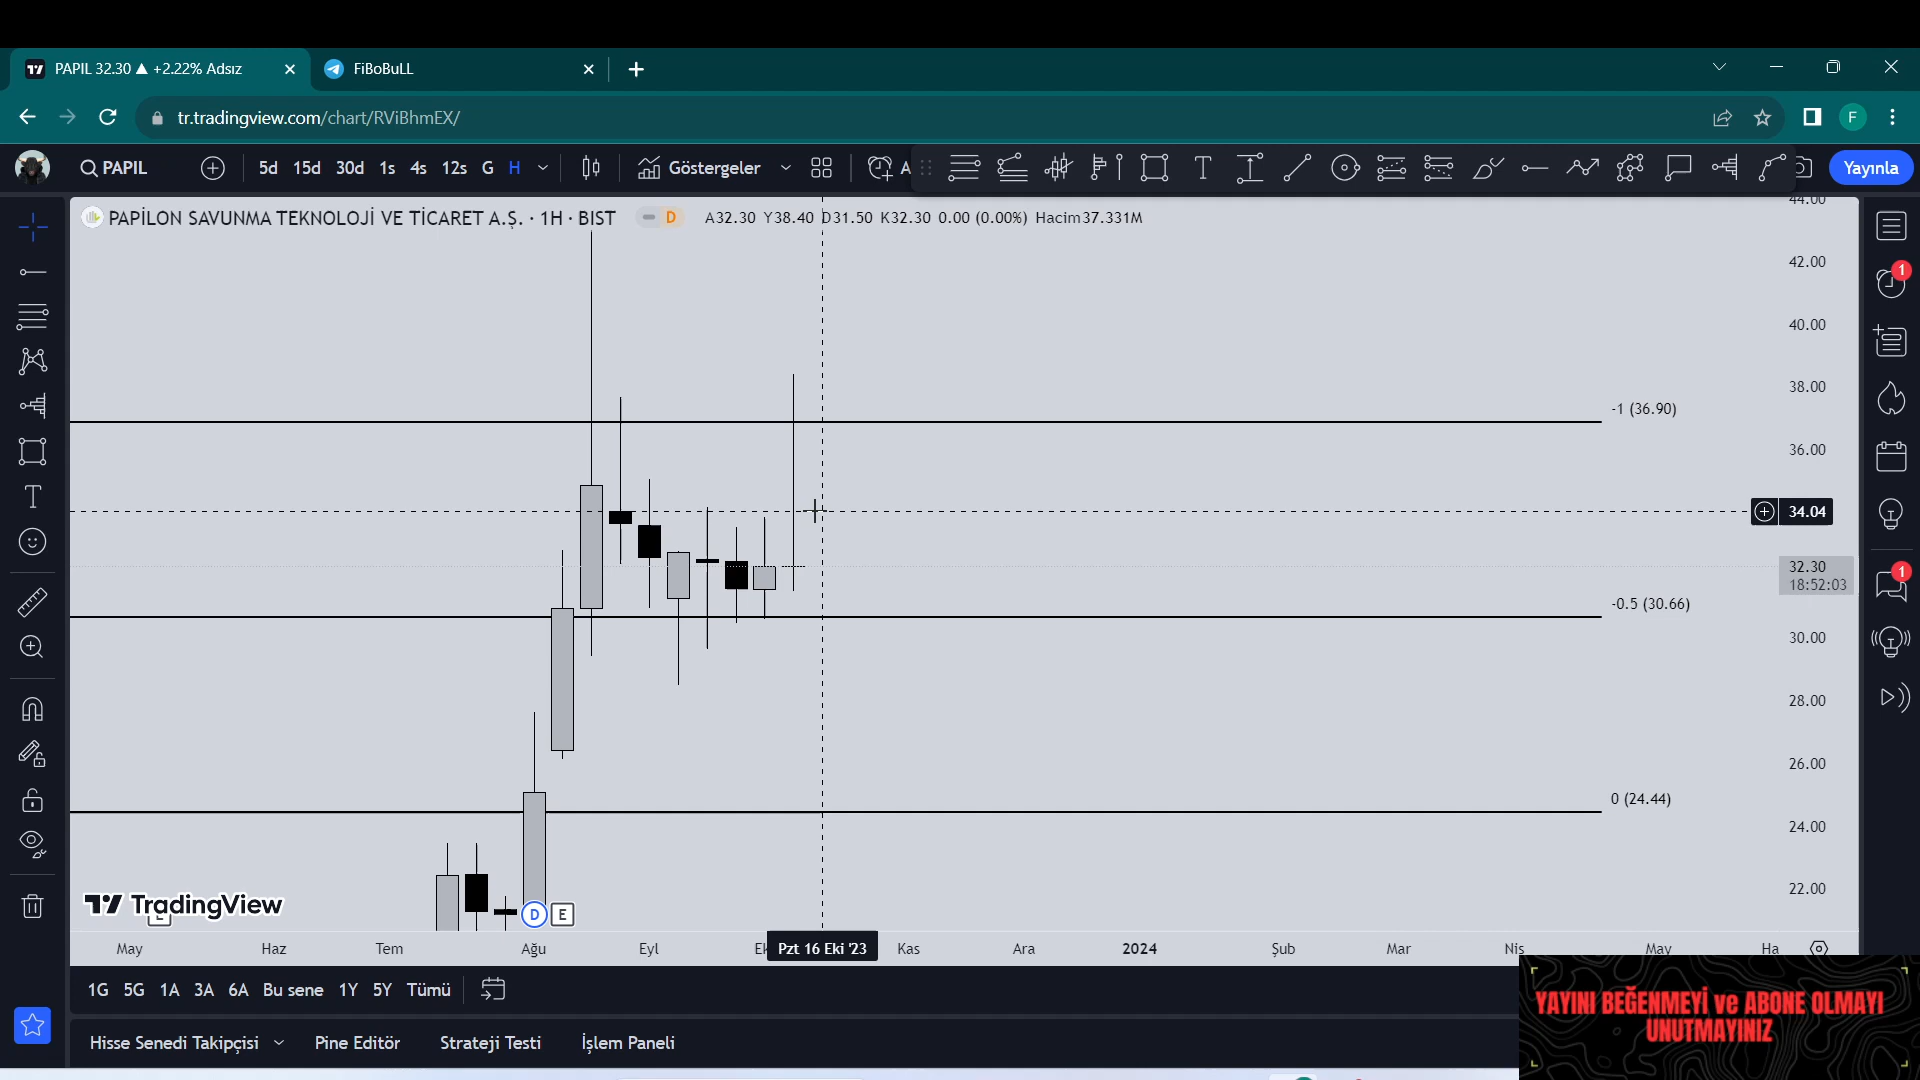 PAPIL 32.30 ▲ +2.22% Adsız
FiBoBuLL
tr.tradingview.com/chart/RViBhmEX/
F
PAPIL 5d 15d 30d 1s 4s 12s G H Göstergeler A Yayınla
PAPİLON SAVUNMA TEKNOLOJİ VE TİCARET A.Ş. · 1H · BIST D A32.30 Y38.40 D31.50 K32.30 0.00 (0.00%) Hacim37.331M
44.00
42.00
40.00
38.00
-1 (36.90)
36.00
34.04
32.30
18:52:03
-0.5 (30.66)
30.00
28.00
26.00
0 (24.44)
24.00
22.00
1
1
TradingView
E
D E
May Haz Tem Ağu Eyl Ek Pzt 16 Eki '23 Kas Ara 2024 Şub Mar Nis May Ha
1G 5G 1A 3A 6A Bu sene 1Y 5Y Tümü
Hisse Senedi Takipçisi Pine Editör Strateji Testi İşlem Paneli
YAYINI BEĞENMEYİ ve ABONE OLMAYI
UNUTMAYINIZ